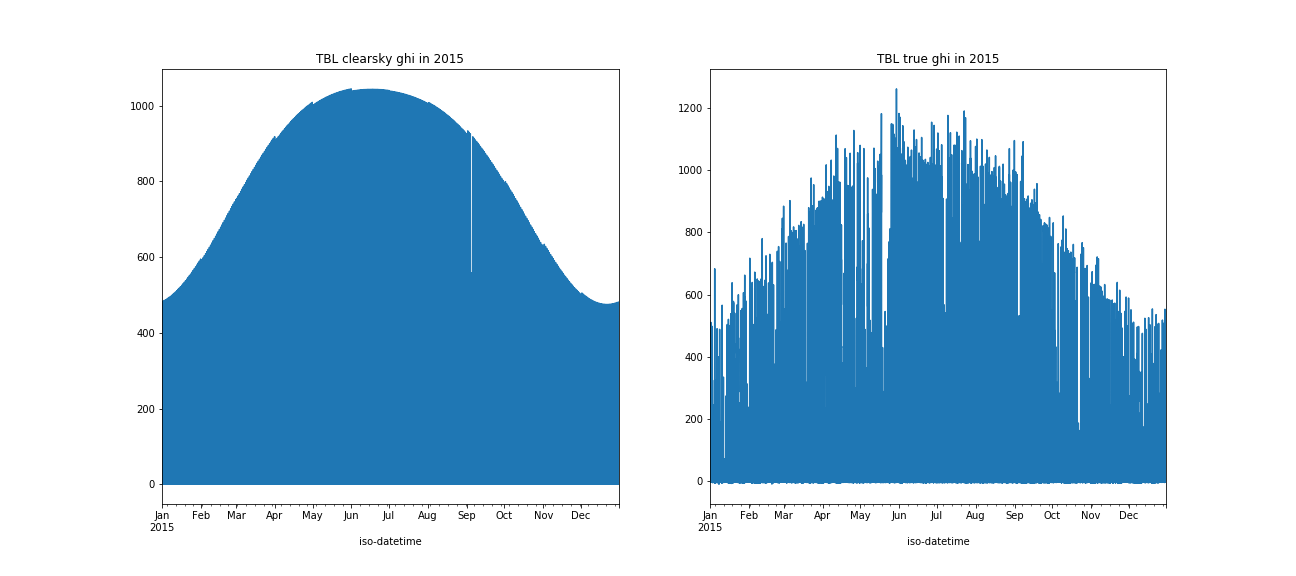 TBL clearsky ghi in 2015
1000
800
600
400
200
0
Jan Feb Mar Apr May Jun Jul Aug Sep Oct Nov Dec
2015
iso-datetime
TBL true ghi in 2015
1200
1000
800
600
400
200
0
Jan Feb Mar Apr May Jun Jul Aug Sep Oct Nov Dec
2015
iso-datetime